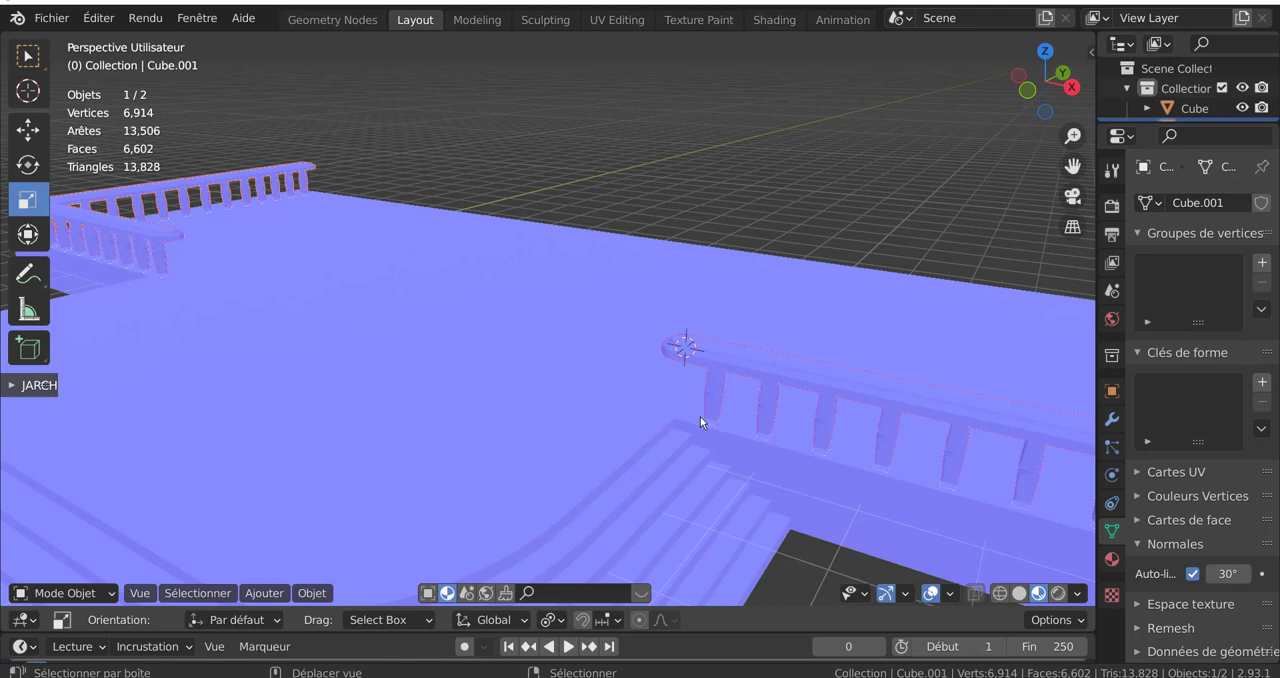 Fichier Éditer Rendu Fenêtre Aide Geometry Nodes Layout Modeling Sculpting UV Editing Texture Paint Shading Animation Scene View Layer
Perspective Utilisateur
(0) Collection | Cube.001
Objets 1 / 2
Vertices 6,914
Arêtes 13,506
Faces 6,602
Triangles 13,828
JARCH
Z
Y
X
Scene Collect
Collection
Cube
C...
C...
Cube.001
Groupes de vertices
Clés de forme
Cartes UV
Couleurs Vertices
Cartes de face
Normales
Auto-li... 30°
Espace texture
Remesh
Données de géométrie
Mode Objet Vue Sélectionner Ajouter Objet
Orientation: Par défaut Drag: Select Box Global Options
Lecture Incrustation Vue Marqueur 0 Début 1 Fin 250
Sélectionner par boîte Déplacer vue Sélectionner Collection | Cube.001 | Verts:6,914 | Faces:6,602 | Tris:13,828 | Objets:1/2 | 2.93.1